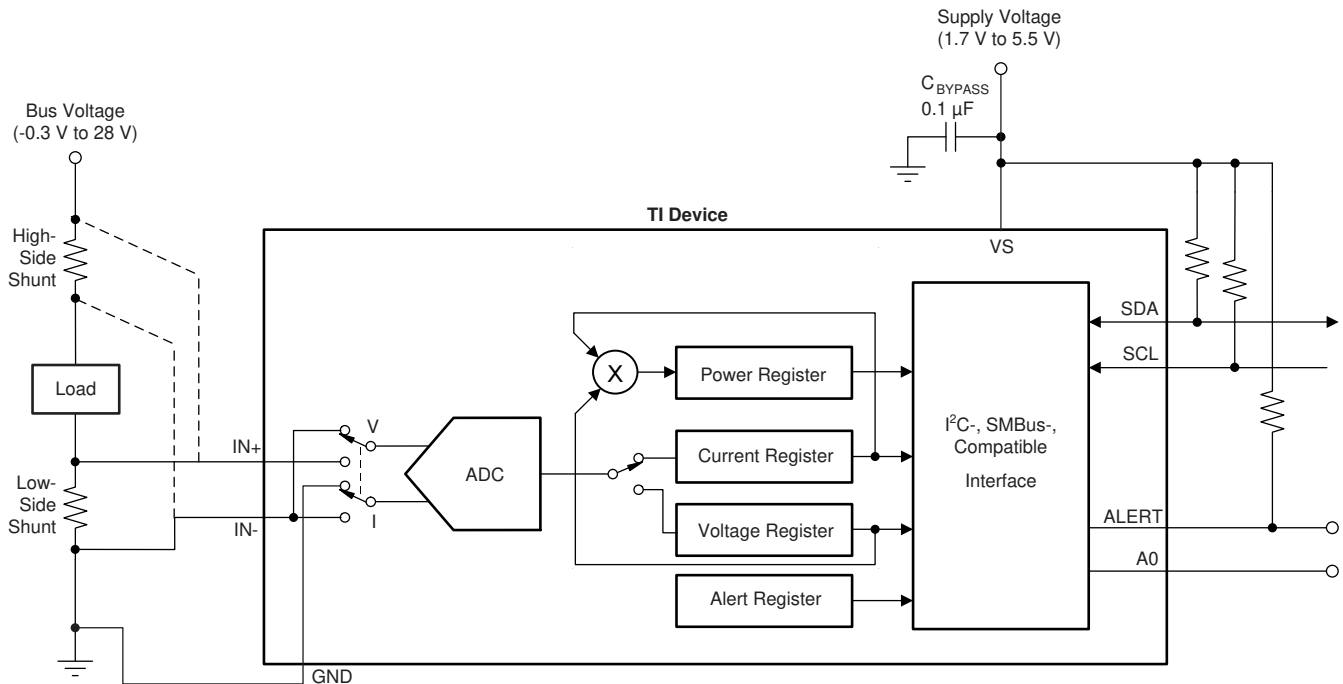 Supply Voltage
(1.7 V to 5.5 V)
C_BYPASS
0.1 µF
Bus Voltage
(-0.3 V to 28 V)
TI Device
VS
High-
Side
Shunt
SDA
SCL
Power Register
X
Load
I²C-, SMBus-,
Compatible
Interface
V
IN+
ADC
Current Register
Low-
Side
Shunt
I
IN-
Voltage Register
ALERT
A0
Alert Register
GND